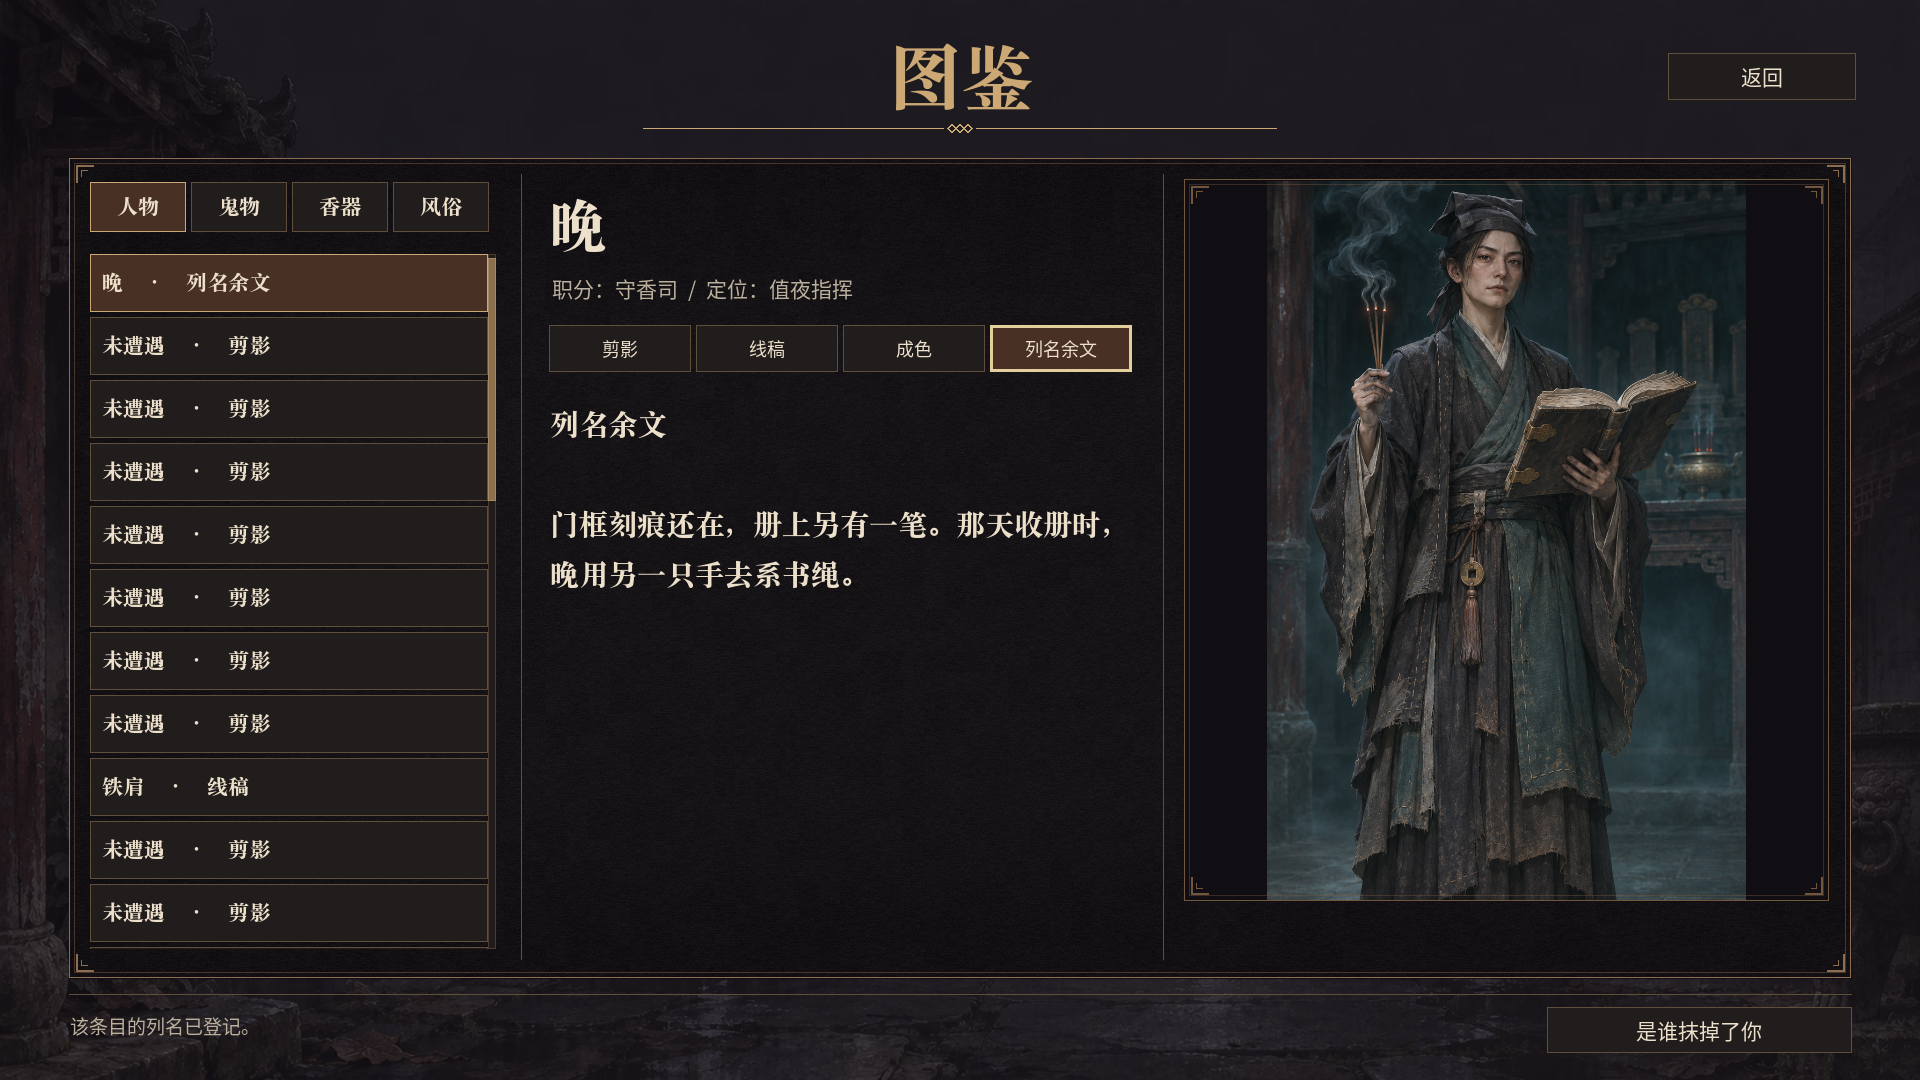 图鉴
返回
人物
鬼物
香器
风俗
晚 · 列名余文
未遭遇 · 剪影
未遭遇 · 剪影
未遭遇 · 剪影
未遭遇 · 剪影
未遭遇 · 剪影
未遭遇 · 剪影
未遭遇 · 剪影
铁肩 · 线稿
未遭遇 · 剪影
未遭遇 · 剪影
晚
职分：守香司 / 定位：值夜指挥
剪影
线稿
成色
列名余文
列名余文
门框刻痕还在，册上另有一笔。那天收册时，
晚用另一只手去系书绳。
该条目的列名已登记。
是谁抹掉了你